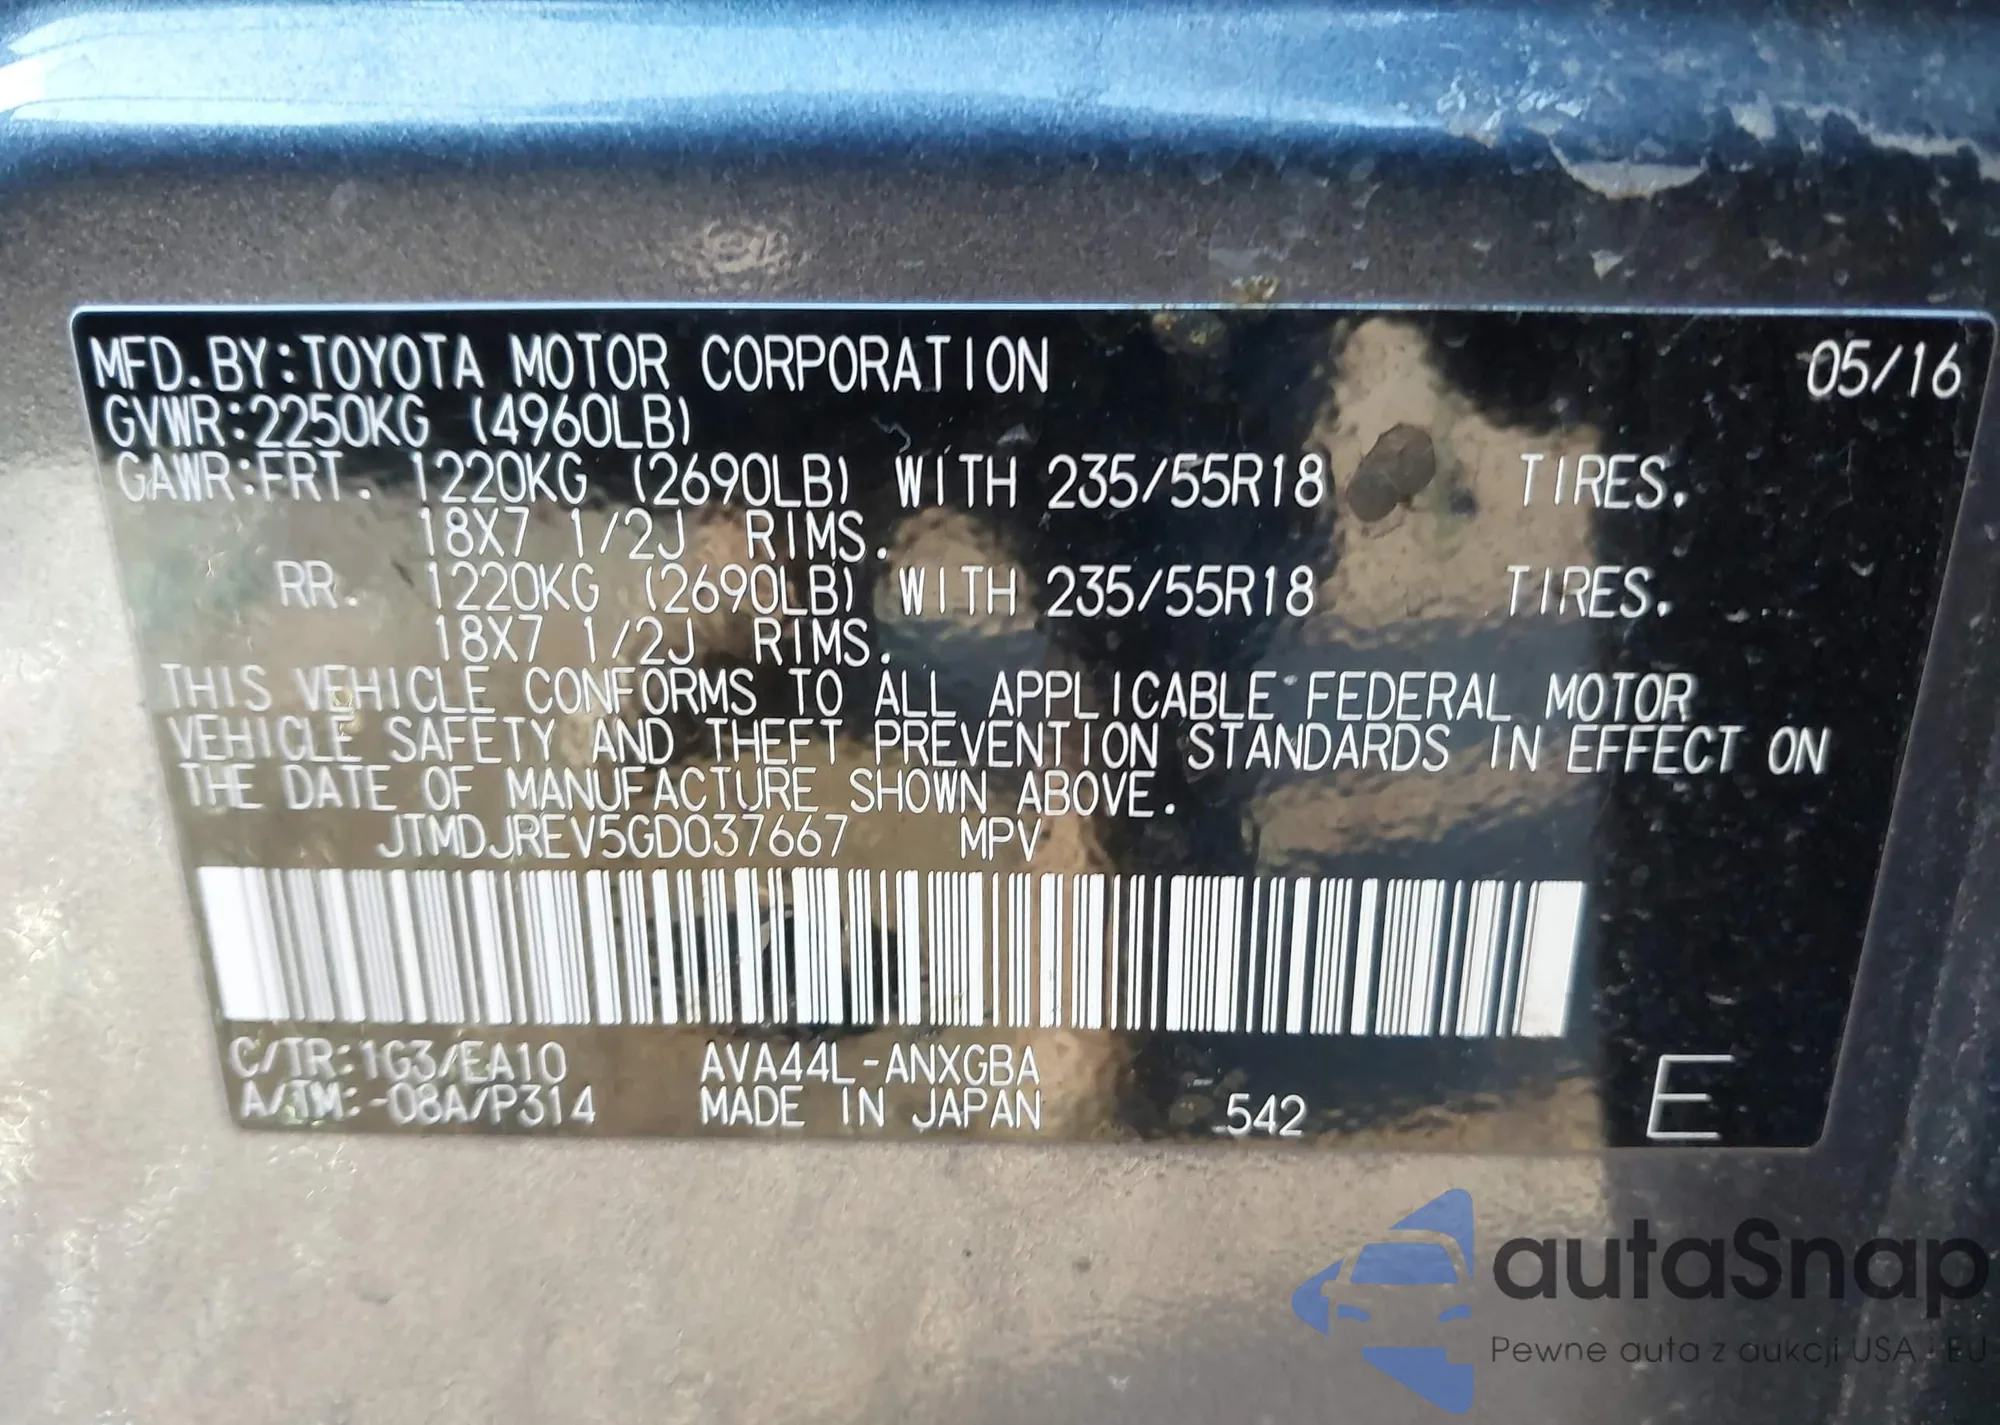 MFD.BY:TOYOTA MOTOR CORPORATION 05/16
GVWR:2250KG (4960LB)
GAWR:FRT. 1220KG (2690LB) WITH 235/55R18 TIRES.
18X7 1/2J RIMS.
RR. 1220KG (2690LB) WITH 235/55R18 TIRES.
18X7 1/2J RIMS.
THIS VEHICLE CONFORMS TO ALL APPLICABLE FEDERAL MOTOR
VEHICLE SAFETY AND THEFT PREVENTION STANDARDS IN EFFECT ON
THE DATE OF MANUFACTURE SHOWN ABOVE.
JTMDJREV5GD037667 MPV
C/TR:1G3/EA10 AVA44L-ANXGBA
A/TM:-08A/P314 MADE IN JAPAN 542 E
autaSnap
Pewne auta z aukcji USA i EU